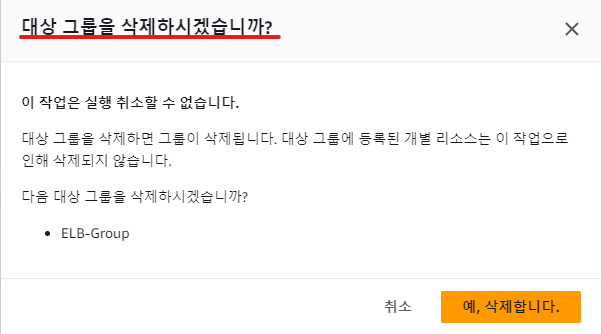 대상 그룹을 삭제하시겠습니까?
이 작업은 실행 취소할 수 없습니다.
대상 그룹을 삭제하면 그룹이 삭제됩니다. 대상 그룹에 등록된 개별 리소스는 이 작업으로
인해 삭제되지 않습니다.
다음 대상 그룹을 삭제하시겠습니까?
• ELB-Group
취소 예, 삭제합니다.